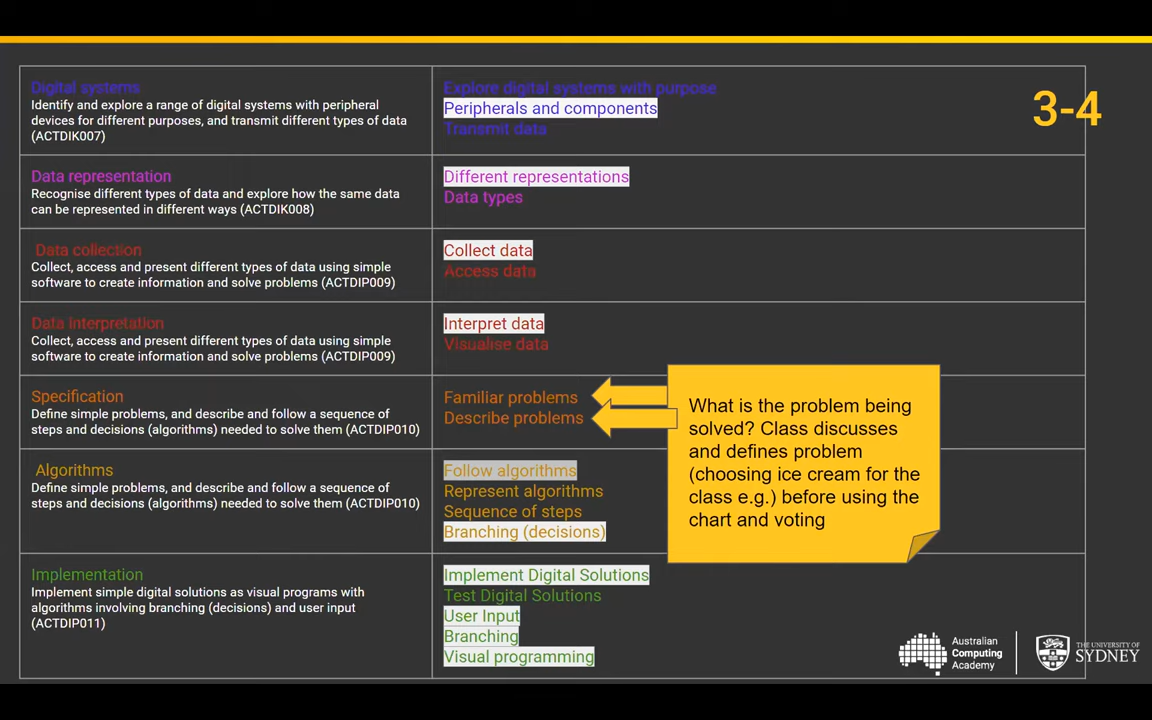 Digital systems
Identify and explore a range of digital systems with peripheral
devices for different purposes, and transmit different types of data
(ACTDIK007)
Explore digital systems with purpose
Peripherals and components
Transmit data
3-4
Data representation
Recognise different types of data and explore how the same data
can be represented in different ways (ACTDIK008)
Different representations
Data types
Data collection
Collect, access and present different types of data using simple
software to create information and solve problems (ACTDIP009)
Collect data
Access data
Data interpretation
Collect, access and present different types of data using simple
software to create information and solve problems (ACTDIP009)
Interpret data
Visualise data
Specification
Define simple problems, and describe and follow a sequence of
steps and decisions (algorithms) needed to solve them (ACTDIP010)
Familiar problems
Describe problems
What is the problem being
solved? Class discusses
and defines problem
(choosing ice cream for the
class e.g.) before using the
chart and voting
Algorithms
Define simple problems, and describe and follow a sequence of
steps and decisions (algorithms) needed to solve them (ACTDIP010)
Follow algorithms
Represent algorithms
Sequence of steps
Branching (decisions)
Implementation
Implement simple digital solutions as visual programs with
algorithms involving branching (decisions) and user input
(ACTDIP011)
Implement Digital Solutions
Test Digital Solutions
User Input
Branching
Visual programming
Australian
Computing
Academy
THE UNIVERSITY OF
SYDNEY